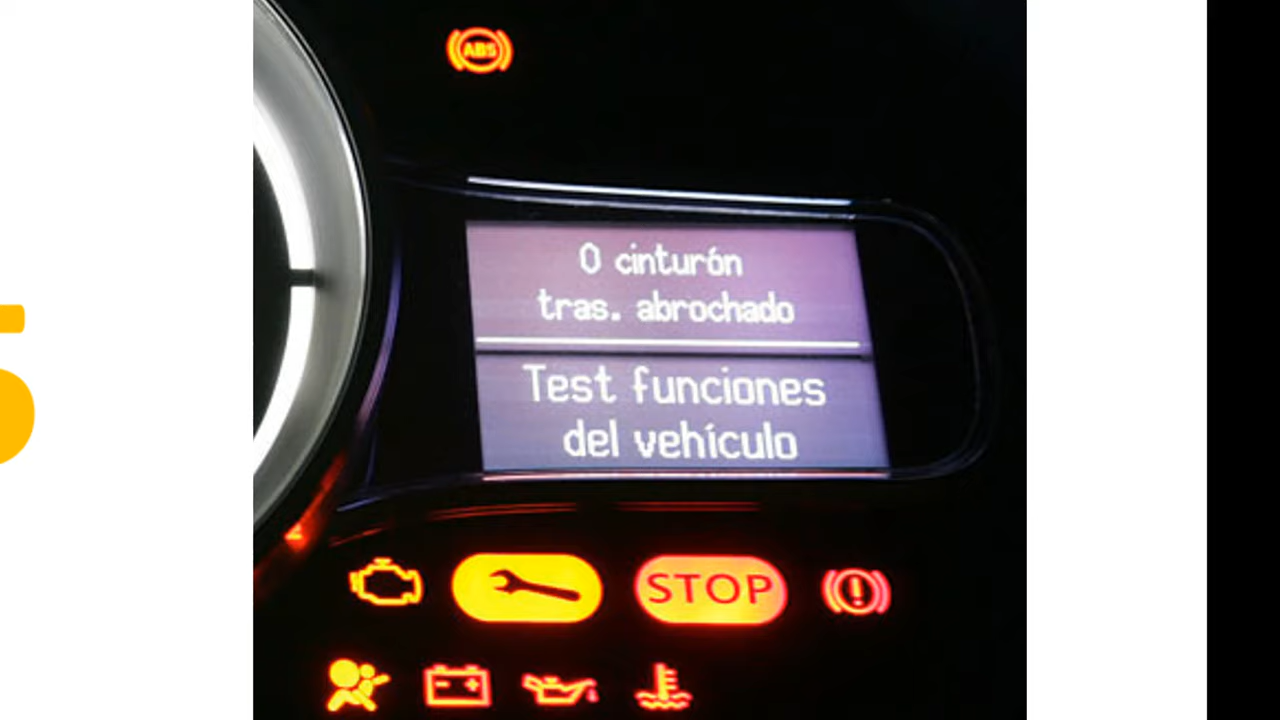 ABS
0 cinturón
tras. abrochado
Test funciones
del vehículo
STOP